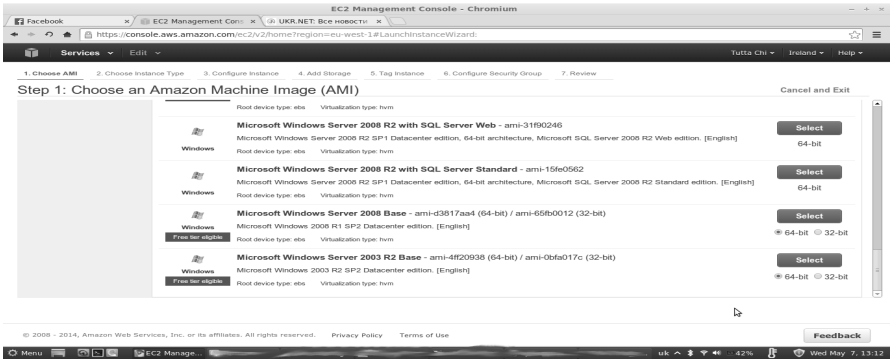 EC2 Management Console - Chromium
Facebook
EC2 Management Cons
UKR.NET: Все новости
https://console.aws.amazon.com/ec2/v2/home?region=eu-west-1#LaunchInstanceWizard:
Services Edit Tutta Chi Ireland Help
1. Choose AMI 2. Choose Instance Type 3. Configure Instance 4. Add Storage 5. Tag Instance 6. Configure Security Group 7. Review
Step 1: Choose an Amazon Machine Image (AMI) Cancel and Exit
Root device type: ebs Virtualization type: hvm
Microsoft Windows Server 2008 R2 with SQL Server Web - ami-31f90246 Select
Microsoft Windows Server 2008 R2 SP1 Datacenter edition, 64-bit architecture, Microsoft SQL Server 2008 R2 Web edition. [English] 64-bit
Windows
Root device type: ebs Virtualization type: hvm
Microsoft Windows Server 2008 R2 with SQL Server Standard - ami-15fe0562 Select
Microsoft Windows Server 2008 R2 SP1 Datacenter edition, 64-bit architecture, Microsoft SQL Server 2008 R2 Standard edition. [English] 64-bit
Windows
Root device type: ebs Virtualization type: hvm
Microsoft Windows Server 2008 Base - ami-d3817aa4 (64-bit) / ami-65fb0012 (32-bit) Select
Windows Microsoft Windows 2008 R1 SP2 Datacenter edition. [English] 64-bit 32-bit
Free tier eligible Root device type: ebs Virtualization type: hvm
Microsoft Windows Server 2003 R2 Base - ami-4ff20938 (64-bit) / ami-0bfa017c (32-bit) Select
Windows Microsoft Windows 2003 R2 SP2 Datacenter edition. [English] 64-bit 32-bit
Free tier eligible Root device type: ebs Virtualization type: hvm
© 2008 - 2014, Amazon Web Services, Inc. or its affiliates. All rights reserved. Privacy Policy Terms of Use Feedback
Menu EC2 Manage... uk 42% Wed May 7, 13:12